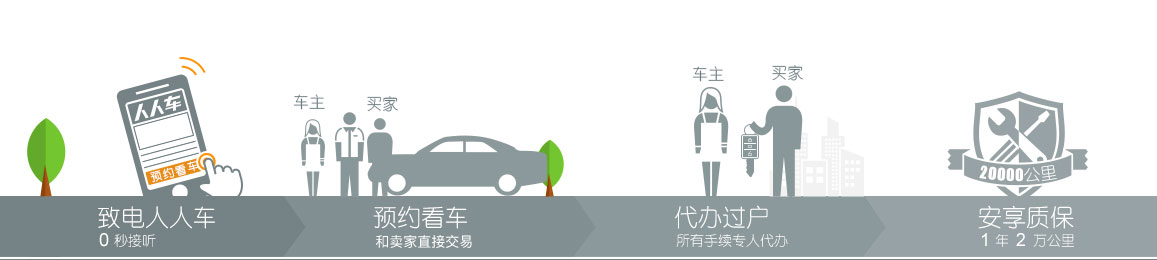 人人车
预约看车
车主
买家
车主
买家
20000公里
致电人人车
0 秒接听
预约看车
和卖家直接交易
代办过户
所有手续专人代办
安享质保
1 年 2 万公里